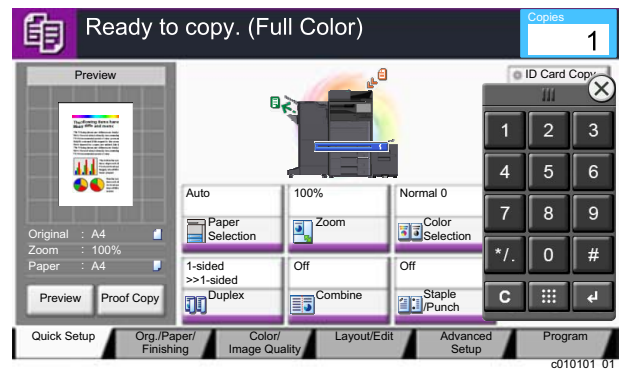 Ready to copy. (Full Color)
Copies
1
Preview
ID Card Copy
Original : A4
Zoom : 100%
Paper : A4
Preview
Proof Copy
Auto
Paper
Selection
100%
Zoom
Normal 0
Color
Selection
1-sided
>>1-sided
Duplex
Off
Combine
Off
Staple
/Punch
1 2 3
4 5 6
7 8 9
*/. 0 #
C
Quick Setup
Org./Paper/
Finishing
Color/
Image Quality
Layout/Edit
Advanced
Setup
Program
c010101_01